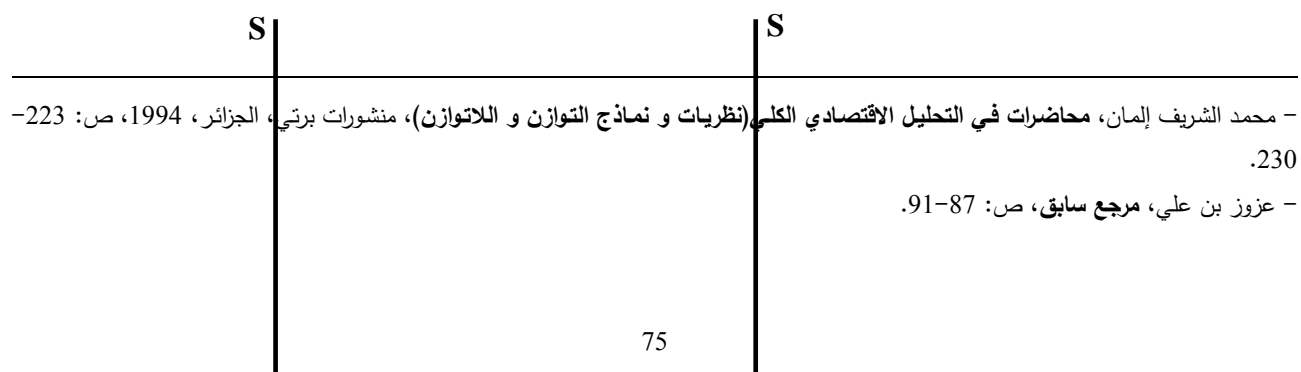 S
S
- محمد الشريف إلمان، محاضرات في التحليل الاقتصادي الكلي(نظريات و نماذج التوازن و اللاتوازن)، منشورات برتي، الجزائر، 1994، ص: 223-
230.
- عزوز بن علي، مرجع سابق، ص: 87-91.
75